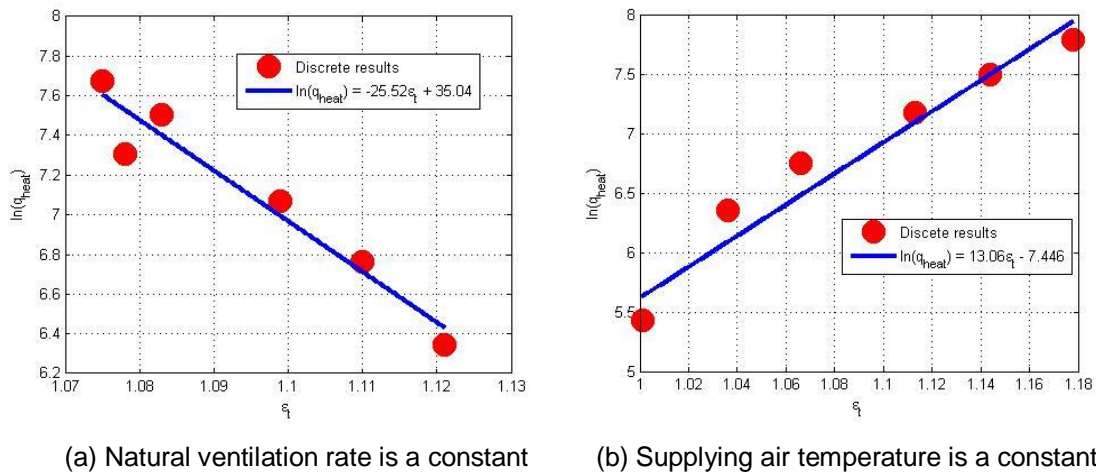 8
7.8
7.6
7.4
7.2
7
6.8
6.6
6.4
6.2
ln(q_heat)
Discrete results
ln(q_heat) = -25.52ε_t + 35.04
1.07 1.08 1.09 1.1 1.11 1.12 1.13
ε_t
(a) Natural ventilation rate is a constant
8
7.5
7
6.5
6
5.5
5
ln(q_heat)
Discete results
ln(q_heat) = 13.06ε_t - 7.446
1 1.02 1.04 1.06 1.08 1.1 1.12 1.14 1.16 1.18
ε_t
(b) Supplying air temperature is a constant